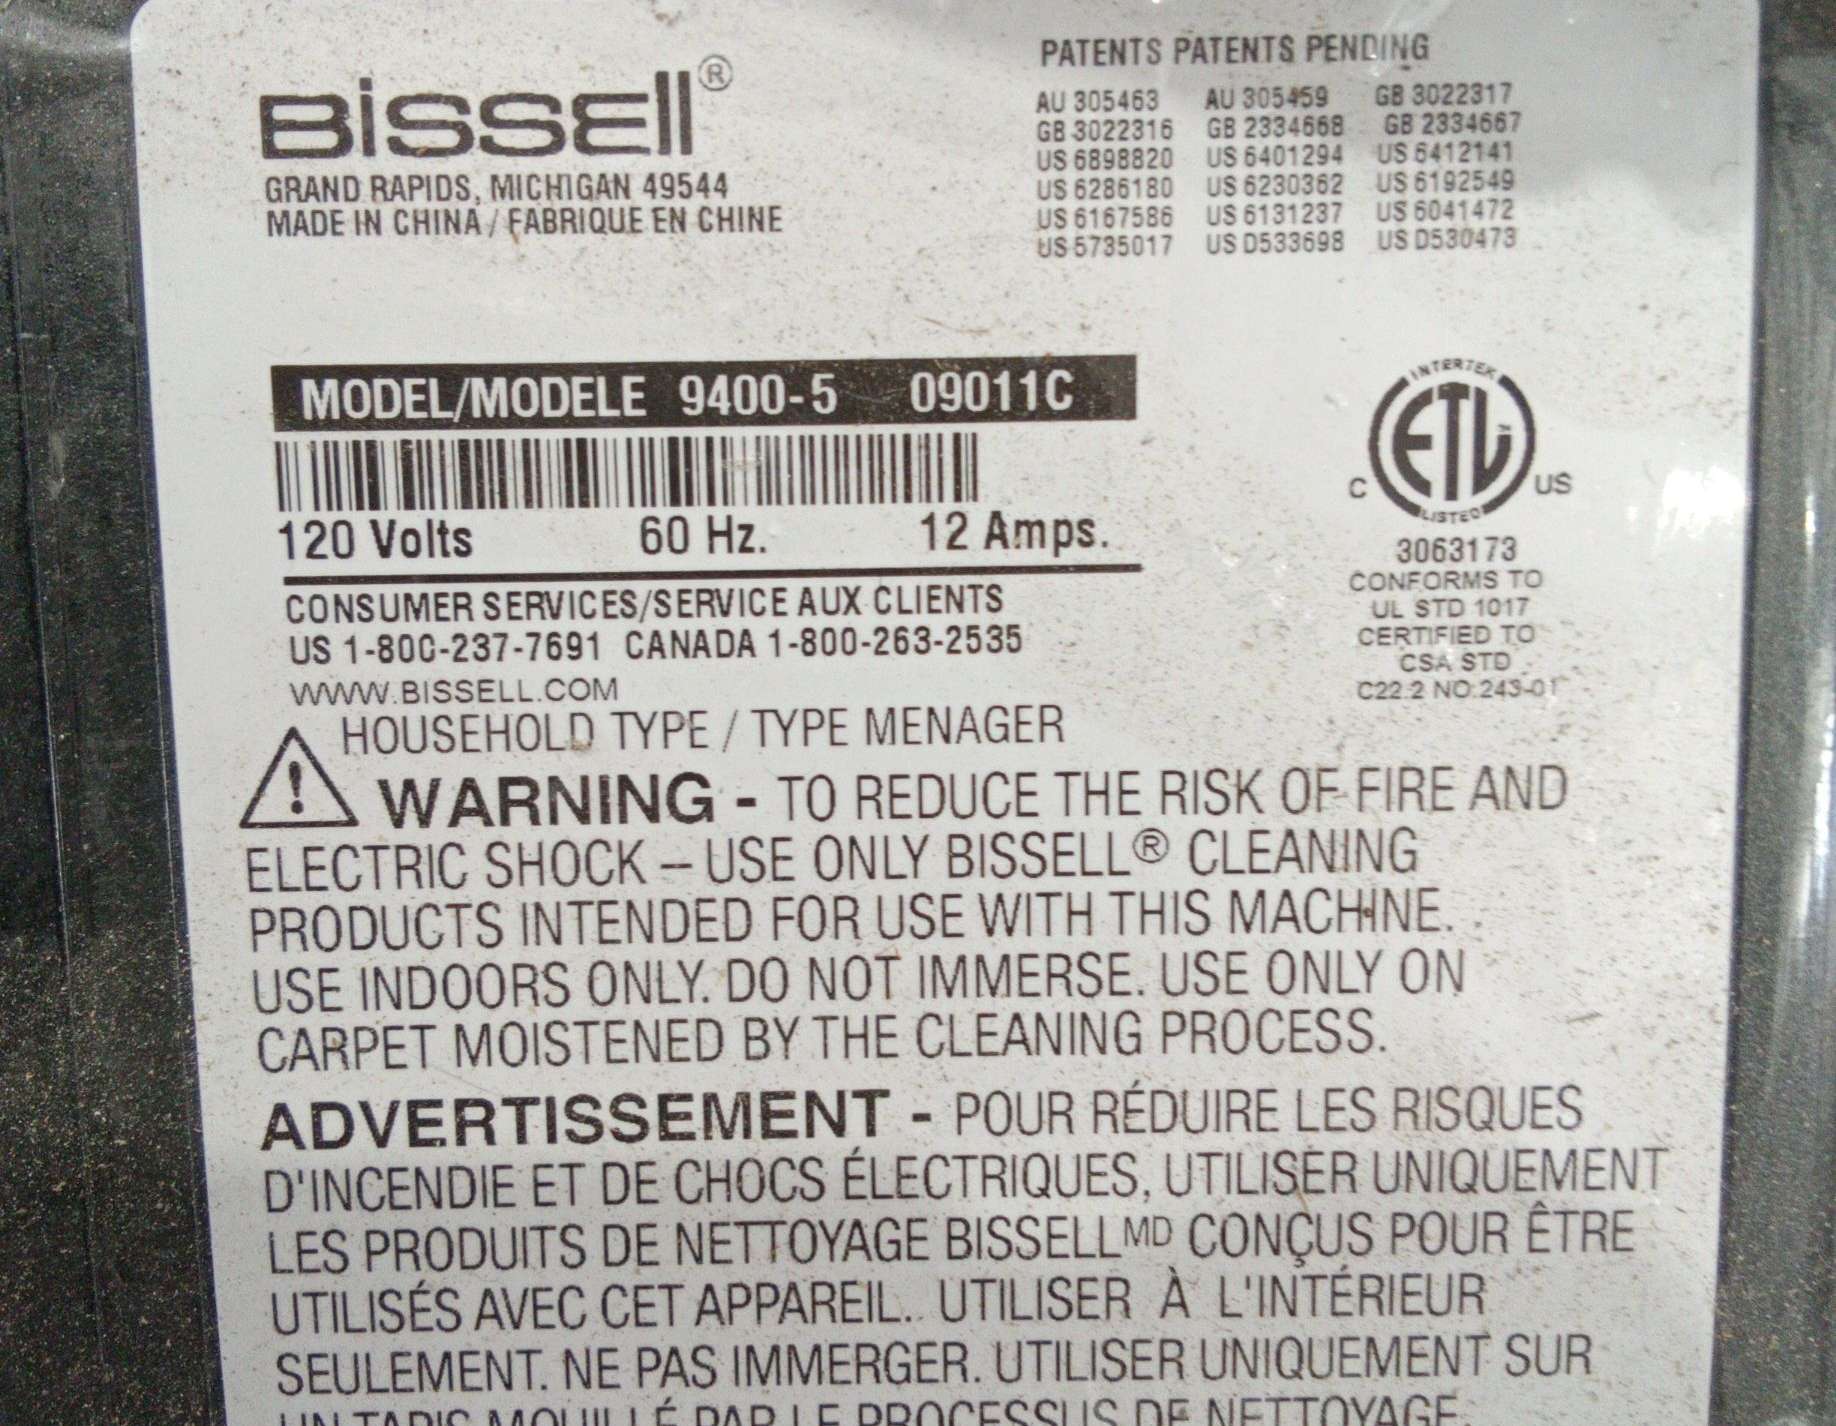 BISSELL®
GRAND RAPIDS, MICHIGAN 49544
MADE IN CHINA / FABRIQUE EN CHINE
PATENTS PATENTS PENDING
AU 305463 AU 305459 GB 3022317
GB 3022316 GB 2334668 GB 2334667
US 6898820 US 6401294 US 6412141
US 6286180 US 6230362 US 6192549
US 6167586 US 6131237 US 6041472
US 5735017 US D533698 US D530473
MODEL/MODELE 9400-5 09011C
120 Volts 60 Hz. 12 Amps.
CONSUMER SERVICES/SERVICE AUX CLIENTS
US 1-800-237-7691 CANADA 1-800-263-2535
WWW.BISSELL.COM
HOUSEHOLD TYPE / TYPE MENAGER
INTERTEK
ETL
C US
LISTED
3063173
CONFORMS TO
UL STD 1017
CERTIFIED TO
CSA STD
C22.2 NO.243-01
WARNING - TO REDUCE THE RISK OF FIRE AND
ELECTRIC SHOCK – USE ONLY BISSELL® CLEANING
PRODUCTS INTENDED FOR USE WITH THIS MACHINE.
USE INDOORS ONLY. DO NOT IMMERSE. USE ONLY ON
CARPET MOISTENED BY THE CLEANING PROCESS.
ADVERTISSEMENT - POUR RÉDUIRE LES RISQUES
D'INCENDIE ET DE CHOCS ÉLECTRIQUES, UTILISER UNIQUEMENT
LES PRODUITS DE NETTOYAGE BISSELLMD CONÇUS POUR ÊTRE
UTILISÉS AVEC CET APPAREIL.. UTILISER À L'INTÉRIEUR
SEULEMENT. NE PAS IMMERGER. UTILISER UNIQUEMENT SUR
UN TAPIS MOUILLÉ PAR LE PROCESSUS DE NETTOYAGE.